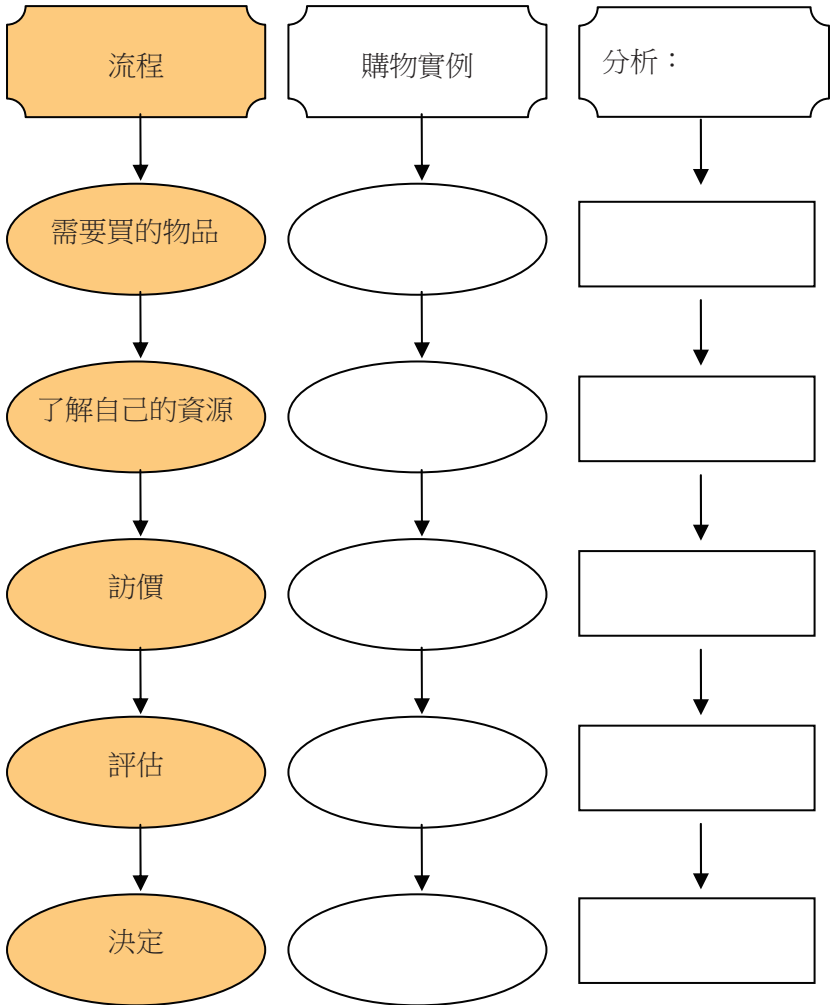 流程
購物實例
分析：
需要買的物品
了解自己的資源
訪價
評估
決定